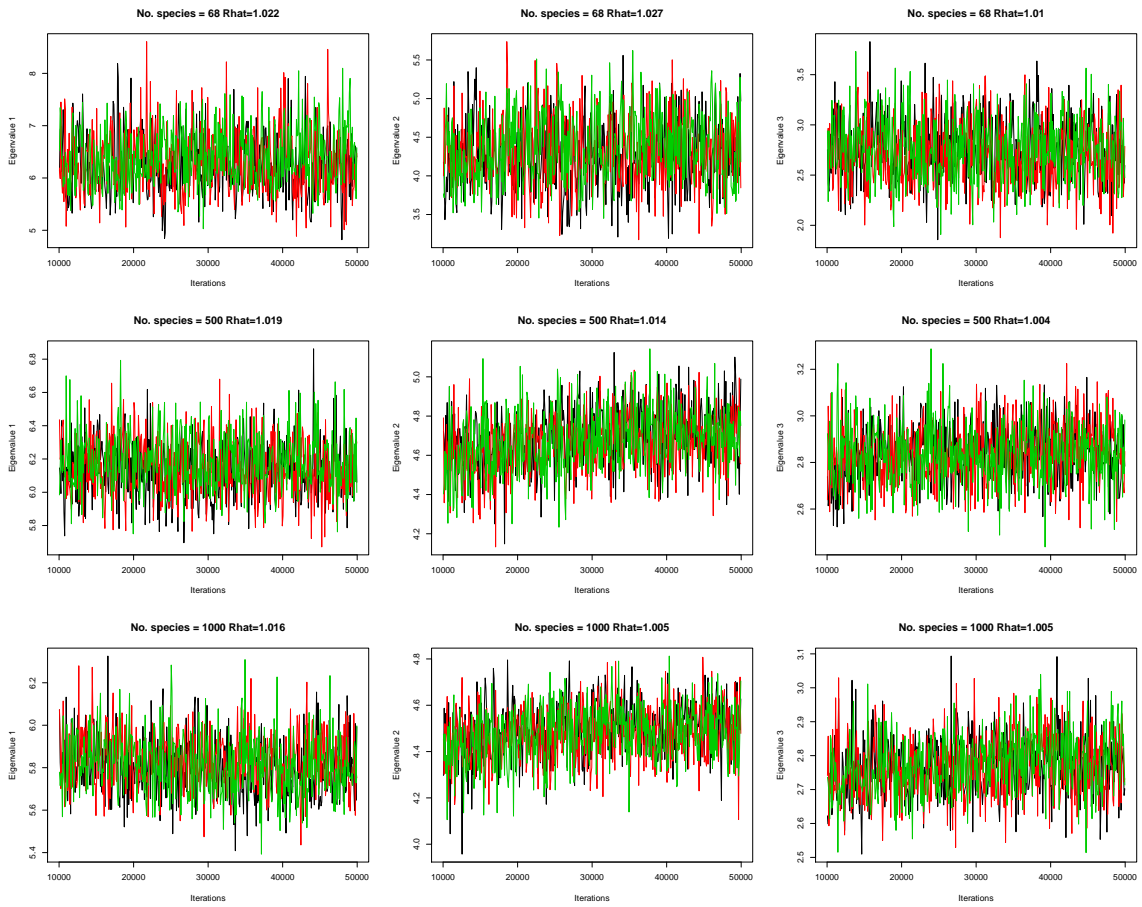 No. species = 68 Rhat=1.022
Eigenvalue 1
5 6 7 8
10000 20000 30000 40000 50000
Iterations
No. species = 68 Rhat=1.027
Eigenvalue 2
3.5 4.0 4.5 5.0 5.5
10000 20000 30000 40000 50000
Iterations
No. species = 68 Rhat=1.01
Eigenvalue 3
2.0 2.5 3.0 3.5
10000 20000 30000 40000 50000
Iterations
No. species = 500 Rhat=1.019
Eigenvalue 1
5.8 6.0 6.2 6.4 6.6 6.8
10000 20000 30000 40000 50000
Iterations
No. species = 500 Rhat=1.014
Eigenvalue 2
4.2 4.4 4.6 4.8 5.0
10000 20000 30000 40000 50000
Iterations
No. species = 500 Rhat=1.004
Eigenvalue 3
2.6 2.8 3.0 3.2
10000 20000 30000 40000 50000
Iterations
No. species = 1000 Rhat=1.016
Eigenvalue 1
5.4 5.6 5.8 6.0 6.2
10000 20000 30000 40000 50000
Iterations
No. species = 1000 Rhat=1.005
Eigenvalue 2
4.0 4.2 4.4 4.6 4.8
10000 20000 30000 40000 50000
Iterations
No. species = 1000 Rhat=1.005
Eigenvalue 3
2.5 2.6 2.7 2.8 2.9 3.0 3.1
10000 20000 30000 40000 50000
Iterations